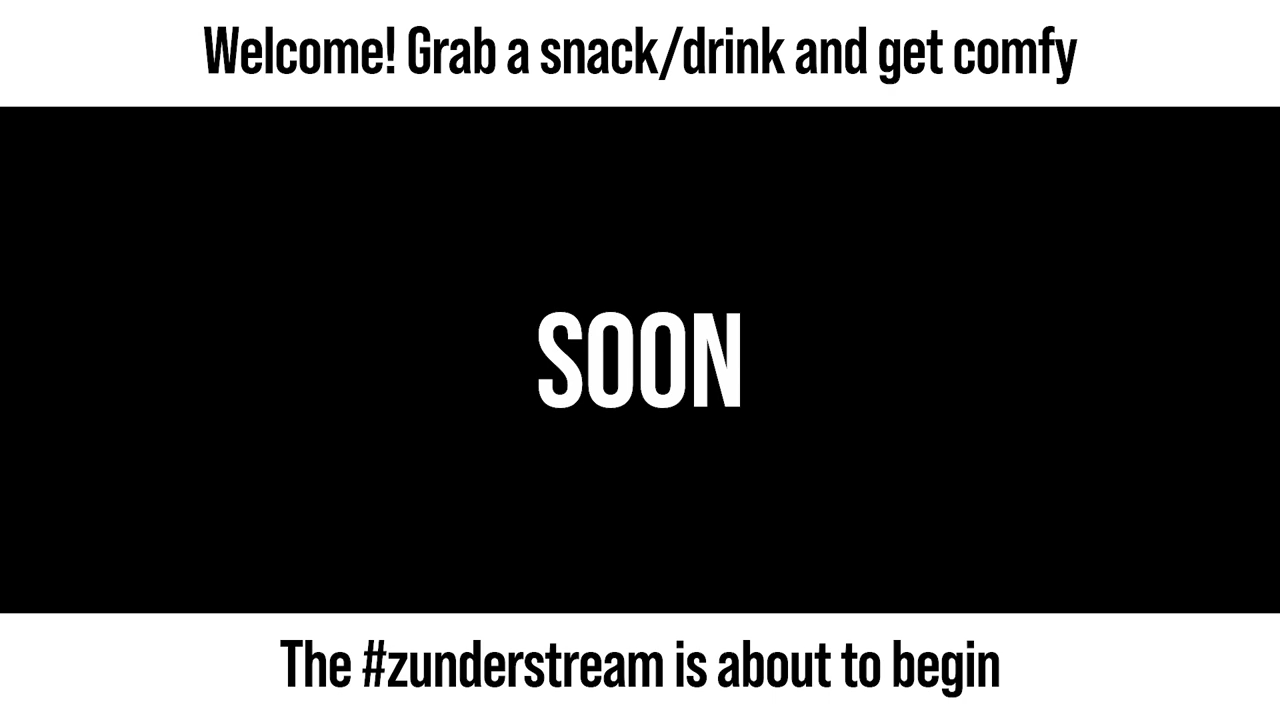 Welcome! Grab a snack/drink and get comfy
SOON
The #zunderstream is about to begin